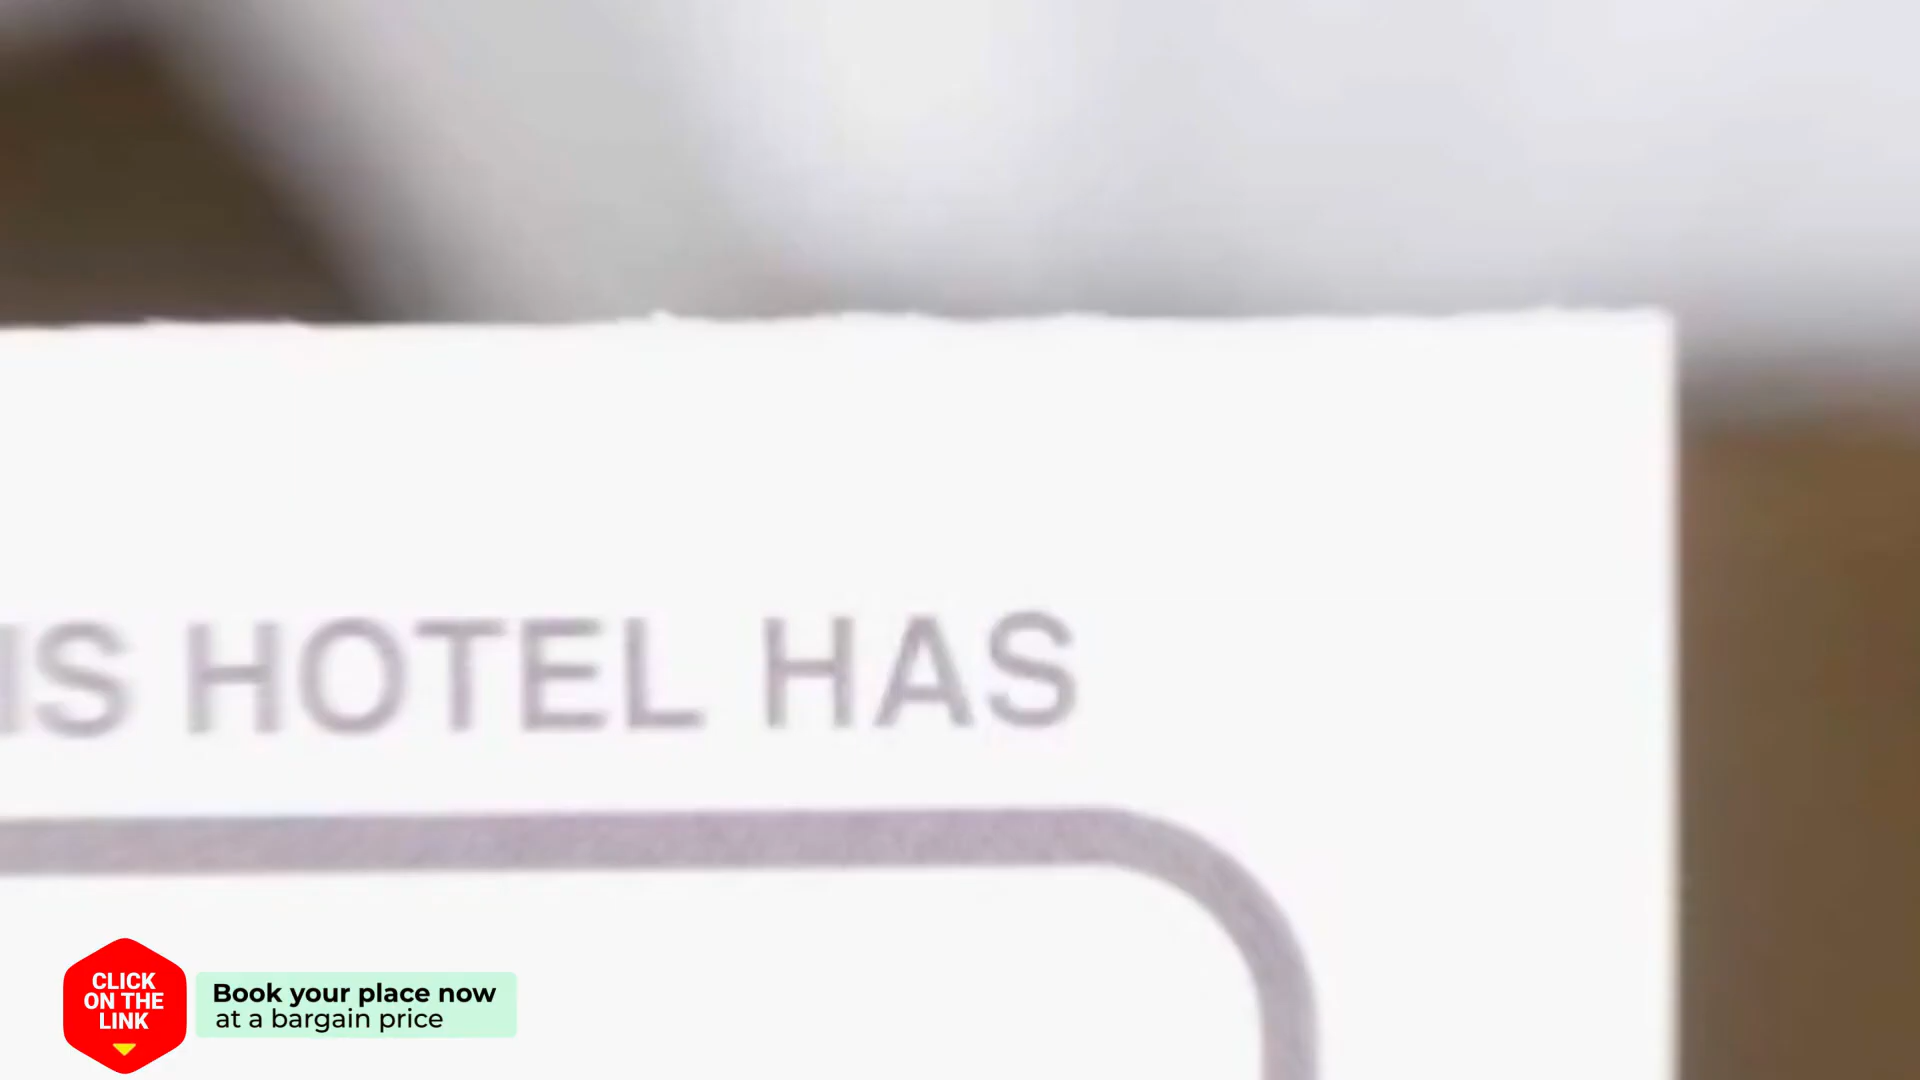 IS HOTEL HAS
CLICK
ON THE
LINK
Book your place now
at a bargain price